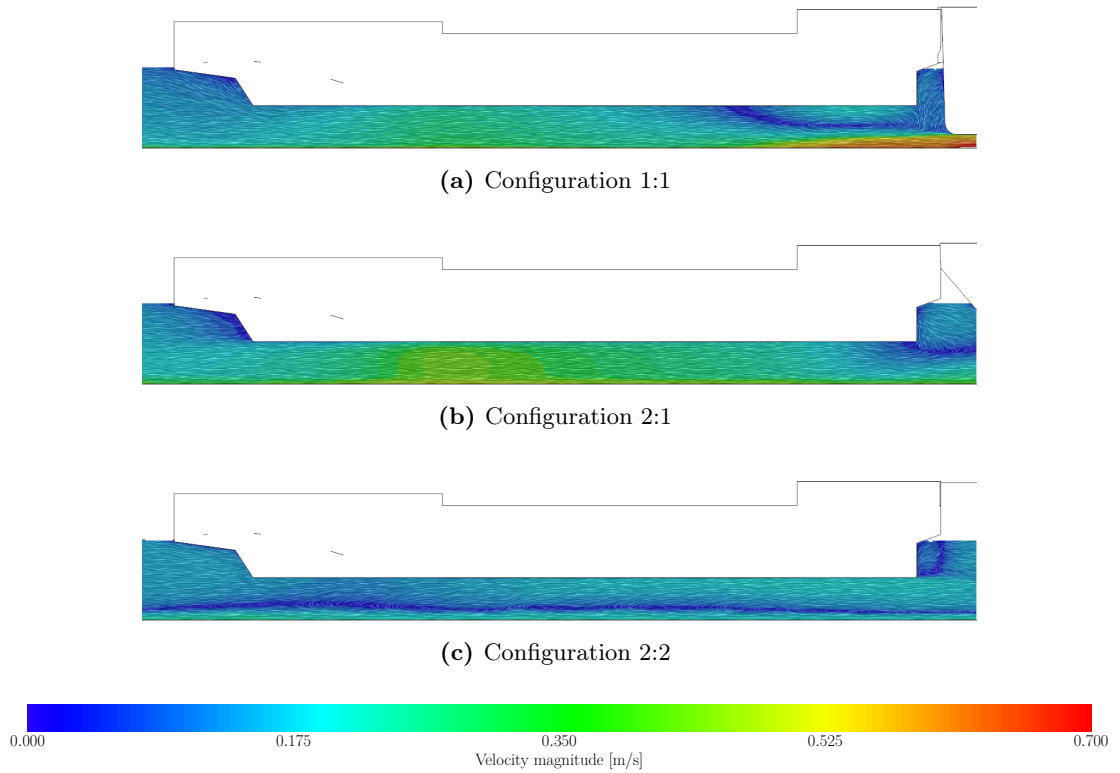 (a) Configuration 1:1
(b) Configuration 2:1
(c) Configuration 2:2
0.000 0.175 0.350 0.525 0.700
Velocity magnitude [m/s]